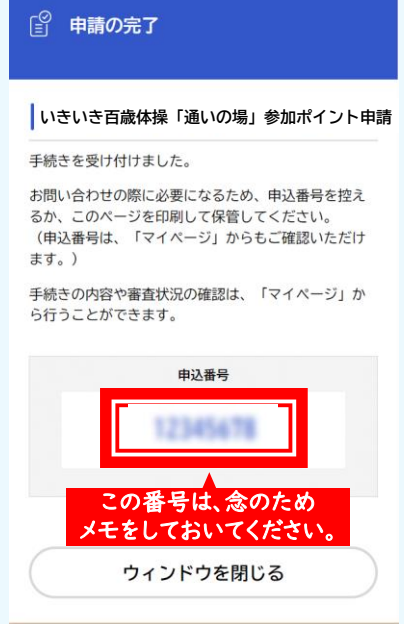 申請の完了
いきいき百歳体操「通いの場」参加ポイント申請
手続きを受け付けました。
お問い合わせの際に必要になるため、申込番号を控え
るか、このページを印刷して保管してください。
（申込番号は、「マイページ」からもご確認いただけ
ます。）
手続きの内容や審査状況の確認は、「マイページ」か
ら行うことができます。
申込番号
12345678
この番号は、念のため
メモをしておいてください。
ウィンドウを閉じる